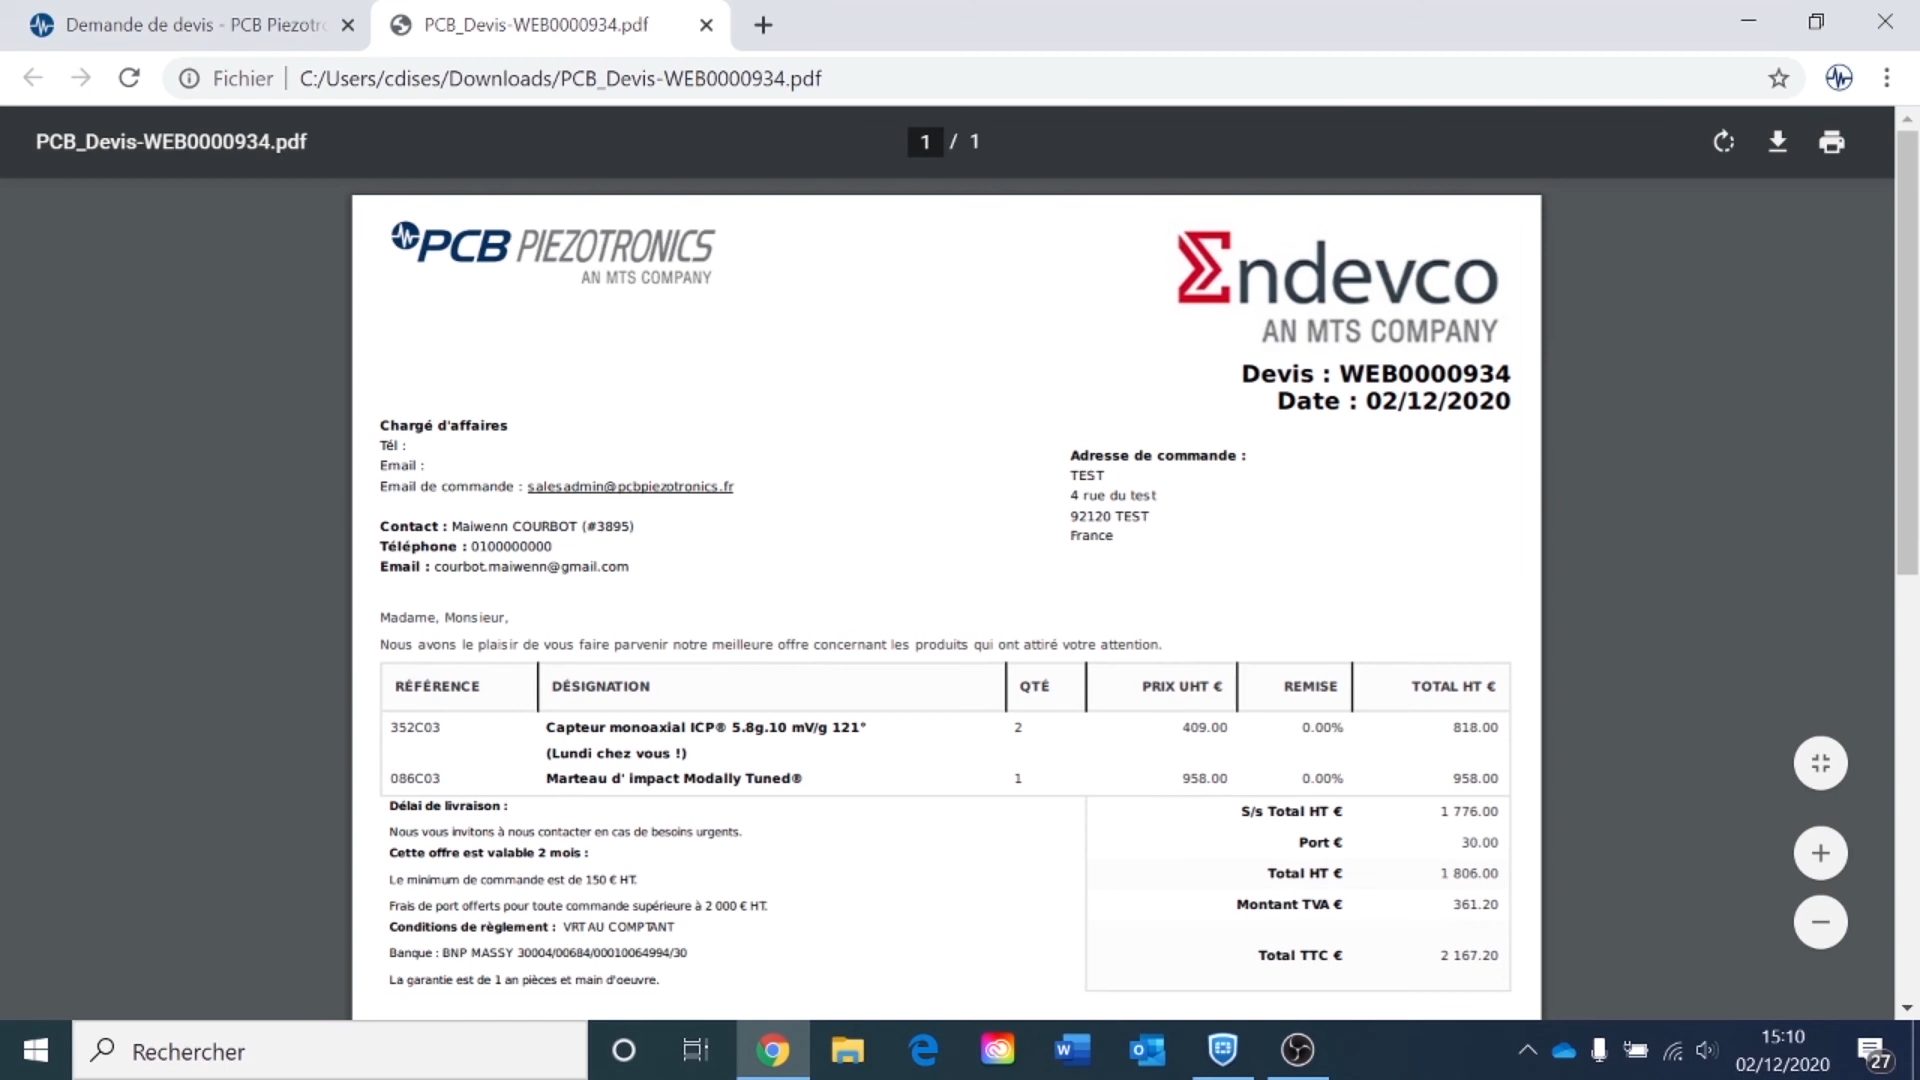 Demande de devis - PCB Piezotr
PCB_Devis-WEB0000934.pdf
Fichier
C:/Users/cdises/Downloads/PCB_Devis-WEB0000934.pdf
PCB_Devis-WEB0000934.pdf
1 / 1
PCB PIEZOTRONICS
AN MTS COMPANY
Endevco
AN MTS COMPANY
Devis : WEB0000934
Date : 02/12/2020
Chargé d'affaires
Tél :
Email :
Email de commande : salesadmin@pcbpiezotronics.fr
Adresse de commande :
TEST
4 rue du test
92120 TEST
France
Contact : Maiwenn COURBOT (#3895)
Téléphone : 0100000000
Email : courbot.maiwenn@gmail.com
Madame, Monsieur,
Nous avons le plaisir de vous faire parvenir notre meilleure offre concernant les produits qui ont attiré votre attention.
RÉFÉRENCE DÉSIGNATION QTÉ PRIX UHT € REMISE TOTAL HT €
352C03 Capteur monoaxial ICP® 5.8g.10 mV/g 121° 2 409.00 0.00% 818.00
(Lundi chez vous !)
086C03 Marteau d' impact Modally Tuned® 1 958.00 0.00% 958.00
Délai de livraison :
Nous vous invitons à nous contacter en cas de besoins urgents.
Cette offre est valable 2 mois :
Le minimum de commande est de 150 € HT.
Frais de port offerts pour toute commande supérieure à 2 000 € HT.
Conditions de règlement : VRT AU COMPTANT
Banque : BNP MASSY 30004/00684/00010064994/30
La garantie est de 1 an pièces et main d'oeuvre.
S/s Total HT € 1 776.00
Port € 30.00
Total HT € 1 806.00
Montant TVA € 361.20
Total TTC € 2 167.20
Rechercher
15:10
02/12/2020
27